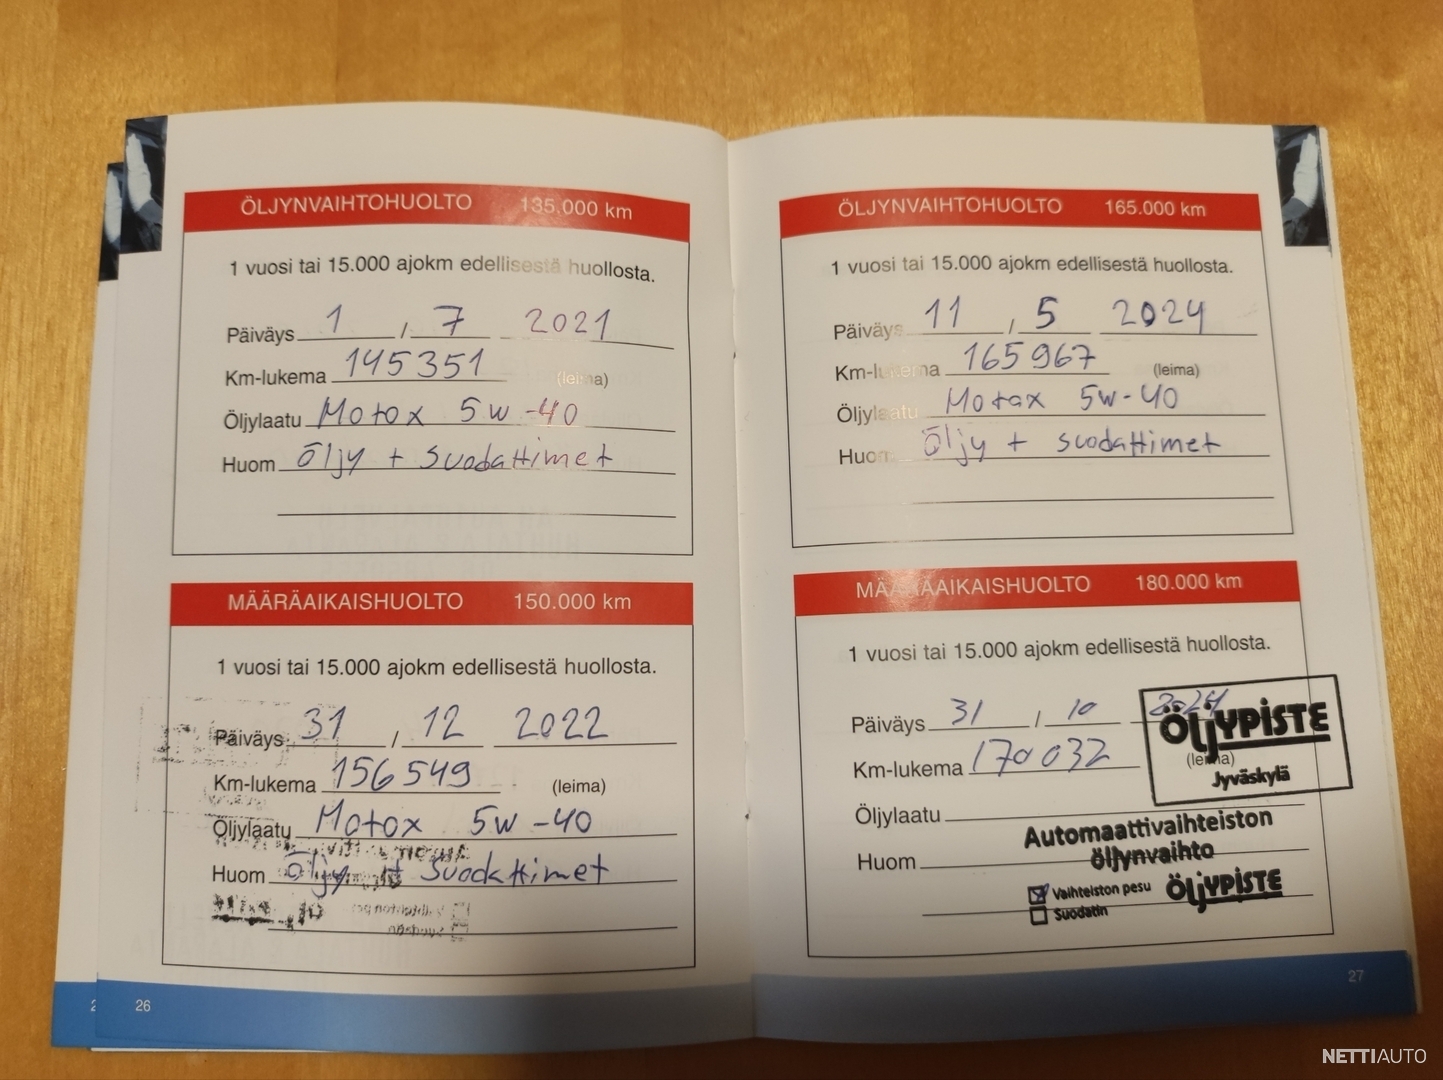 ÖLJYNVAIHTOHUOLTO 135.000 km
1 vuosi tai 15.000 ajokm edellisestä huollosta.
Päiväys 1 / 7 2021
Km-lukema 145351 (leima)
Öljylaatu Motox 5w-40
Huom Öljy + suodattimet
MÄÄRÄAIKAISHUOLTO 150.000 km
1 vuosi tai 15.000 ajokm edellisestä huollosta.
Päiväys 31 / 12 2022
Km-lukema 156549 (leima)
Öljylaatu Motox 5w-40
Huom Öljy + suodattimet
26
ÖLJYNVAIHTOHUOLTO 165.000 km
1 vuosi tai 15.000 ajokm edellisestä huollosta.
Päiväys 11 / 5 2024
Km-lukema 165967 (leima)
Öljylaatu Motox 5w-40
Huom Öljy + suodattimet
MÄÄRÄAIKAISHUOLTO 180.000 km
1 vuosi tai 15.000 ajokm edellisestä huollosta.
Päiväys 31 / 10 2024
ÖljYPISTE
Km-lukema 170032 (leima)
Jyväskylä
Öljylaatu
Automaattivaihteiston
öljynvaihto
Huom
Vaihteiston pesu ÖljYPISTE
Suodatin
27
NETTIAUTO